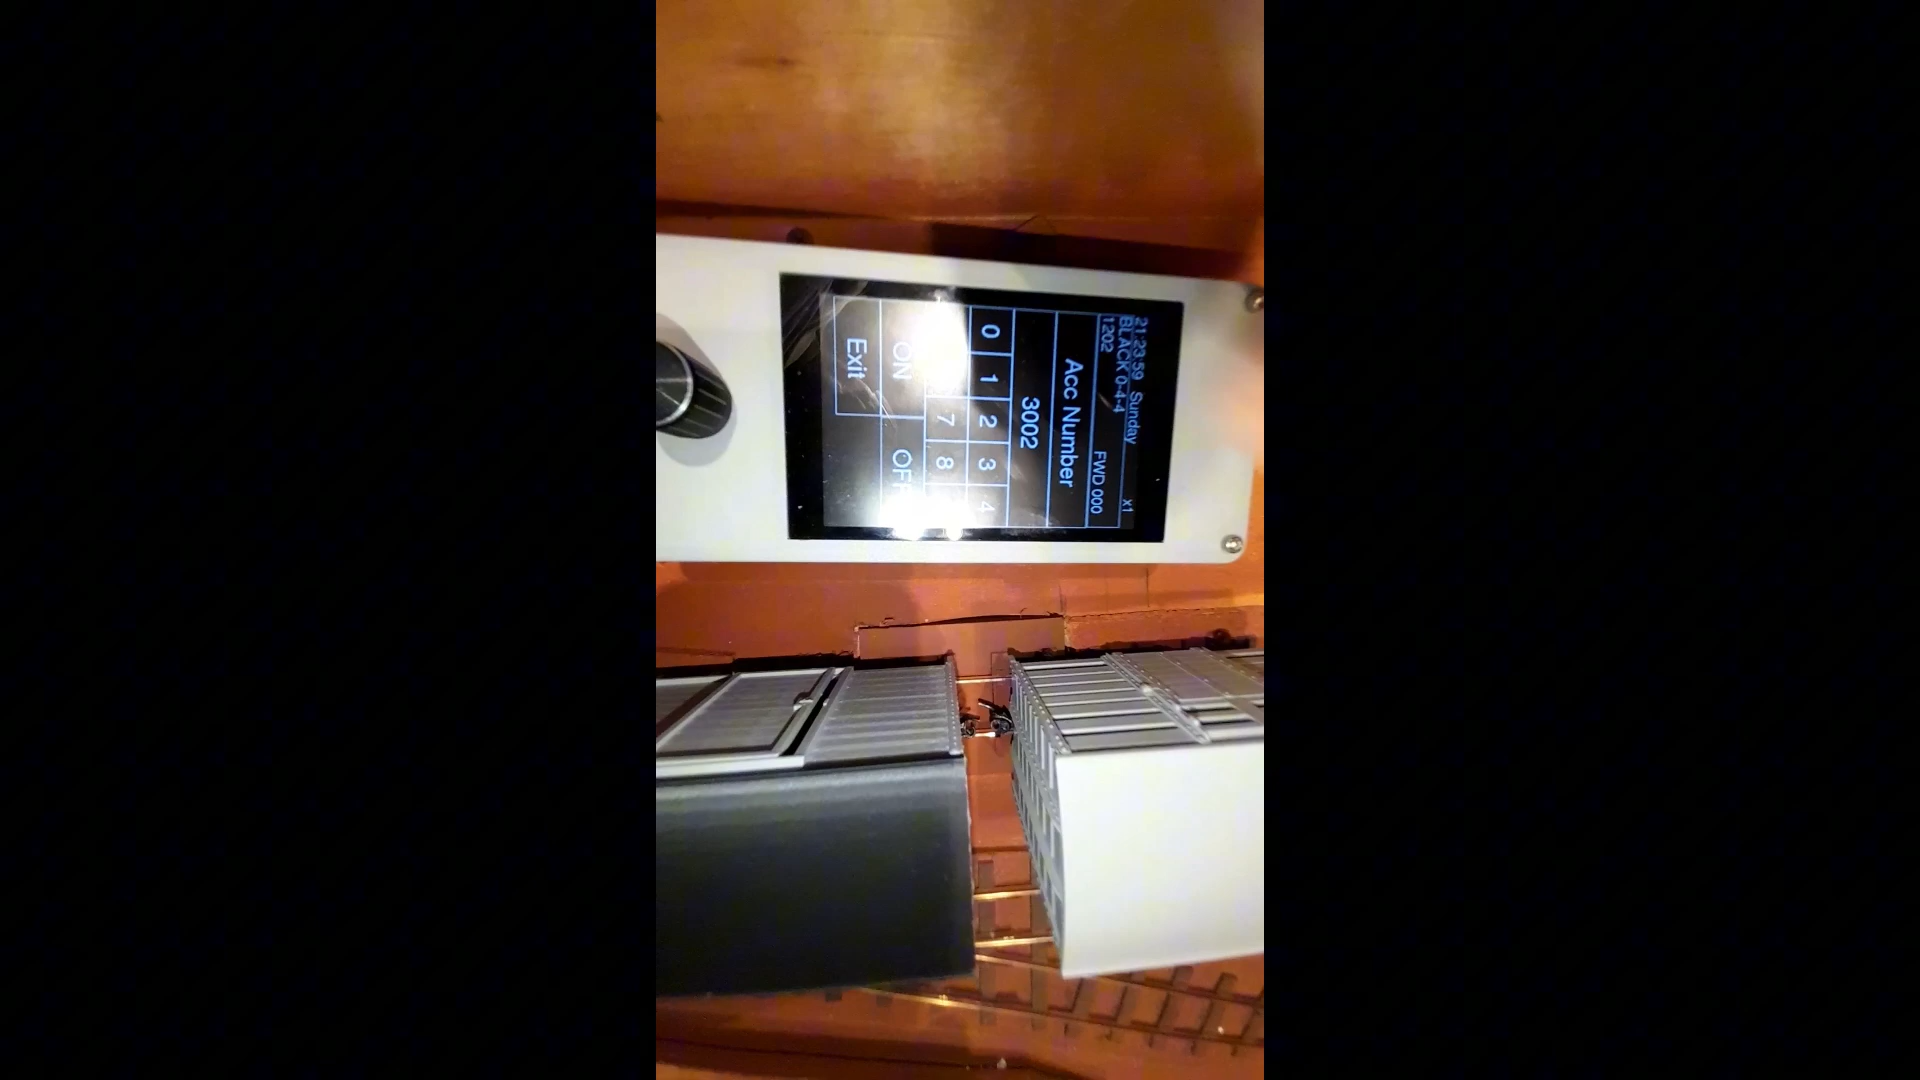 21:23:59 Sunday x1
BLACK 0-4-4
1202 FWD 000
Acc Number
3002
0 1 2 3 4
7 8
ON OFF
Exit